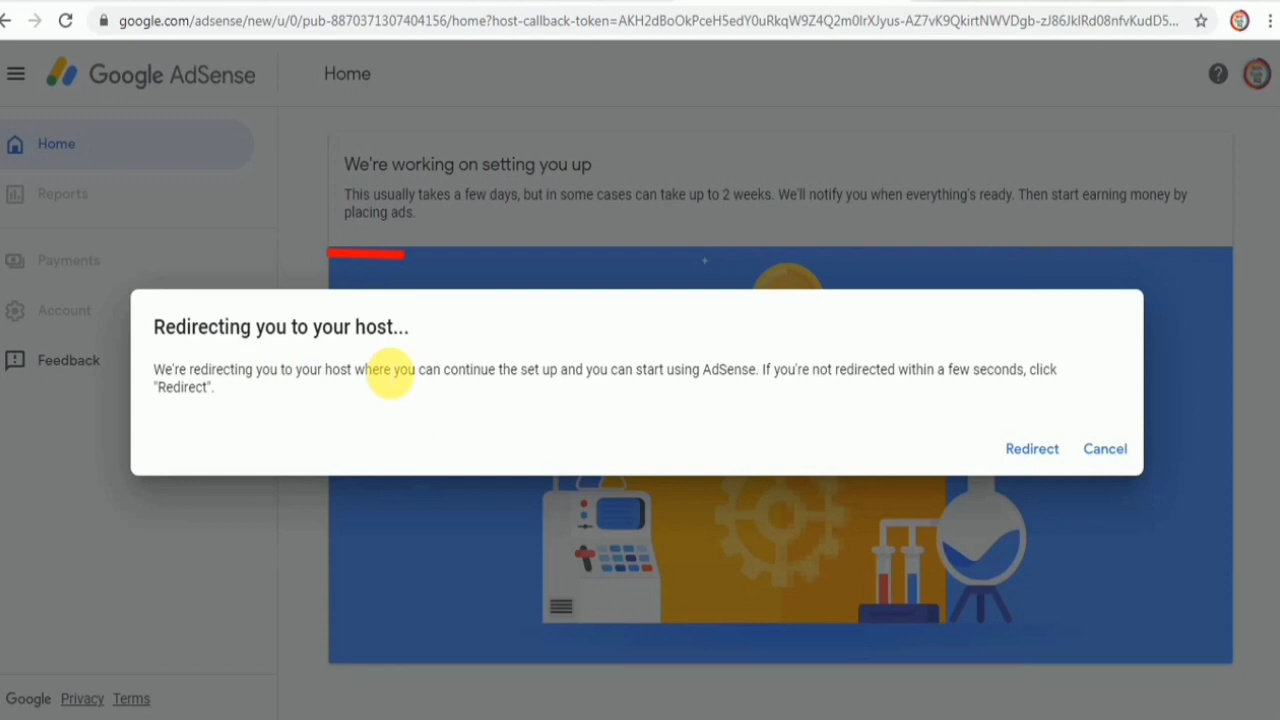 google.com/adsense/new/u/0/pub-8870371307404156/home?host-callback-token=AKH2dBoOkPceH5edY0uRkqW9Z4Q2m0lrXJyus-AZ7vK9QkirtNWVDgb-zJ86JklRd08nfvKudD5...
Google AdSense
Home
Home
Reports
Payments
Account
Feedback
We're working on setting you up
This usually takes a few days, but in some cases can take up to 2 weeks. We'll notify you when everything's ready. Then start earning money by
placing ads.
Redirecting you to your host...
We're redirecting you to your host where you can continue the set up and you can start using AdSense. If you're not redirected within a few seconds, click
"Redirect".
Redirect Cancel
Google Privacy Terms